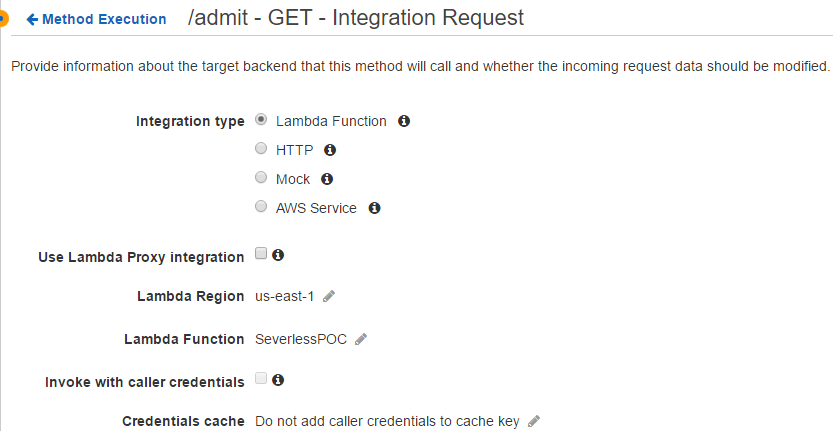 Method Execution /admit - GET - Integration Request
Provide information about the target backend that this method will call and whether the incoming request data should be modified.
Integration type Lambda Function
HTTP
Mock
AWS Service
Use Lambda Proxy integration
Lambda Region us-east-1
Lambda Function SeverlessPOC
Invoke with caller credentials
Credentials cache Do not add caller credentials to cache key